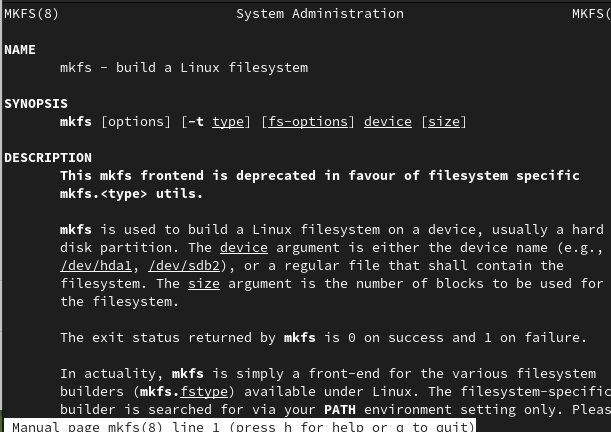 MKFS(8) System Administration MKFS(
NAME
mkfs - build a Linux filesystem
SYNOPSIS
mkfs [options] [-t type] [fs-options] device [size]
DESCRIPTION
This mkfs frontend is deprecated in favour of filesystem specific
mkfs.<type> utils.
mkfs is used to build a Linux filesystem on a device, usually a hard
disk partition. The device argument is either the device name (e.g.,
/dev/hda1, /dev/sdb2), or a regular file that shall contain the
filesystem. The size argument is the number of blocks to be used for
the filesystem.
The exit status returned by mkfs is 0 on success and 1 on failure.
In actuality, mkfs is simply a front-end for the various filesystem
builders (mkfs.fstype) available under Linux. The filesystem-specific
builder is searched for via your PATH environment setting only. Pleas
Manual page mkfs(8) line 1 (press h for help or q to quit)